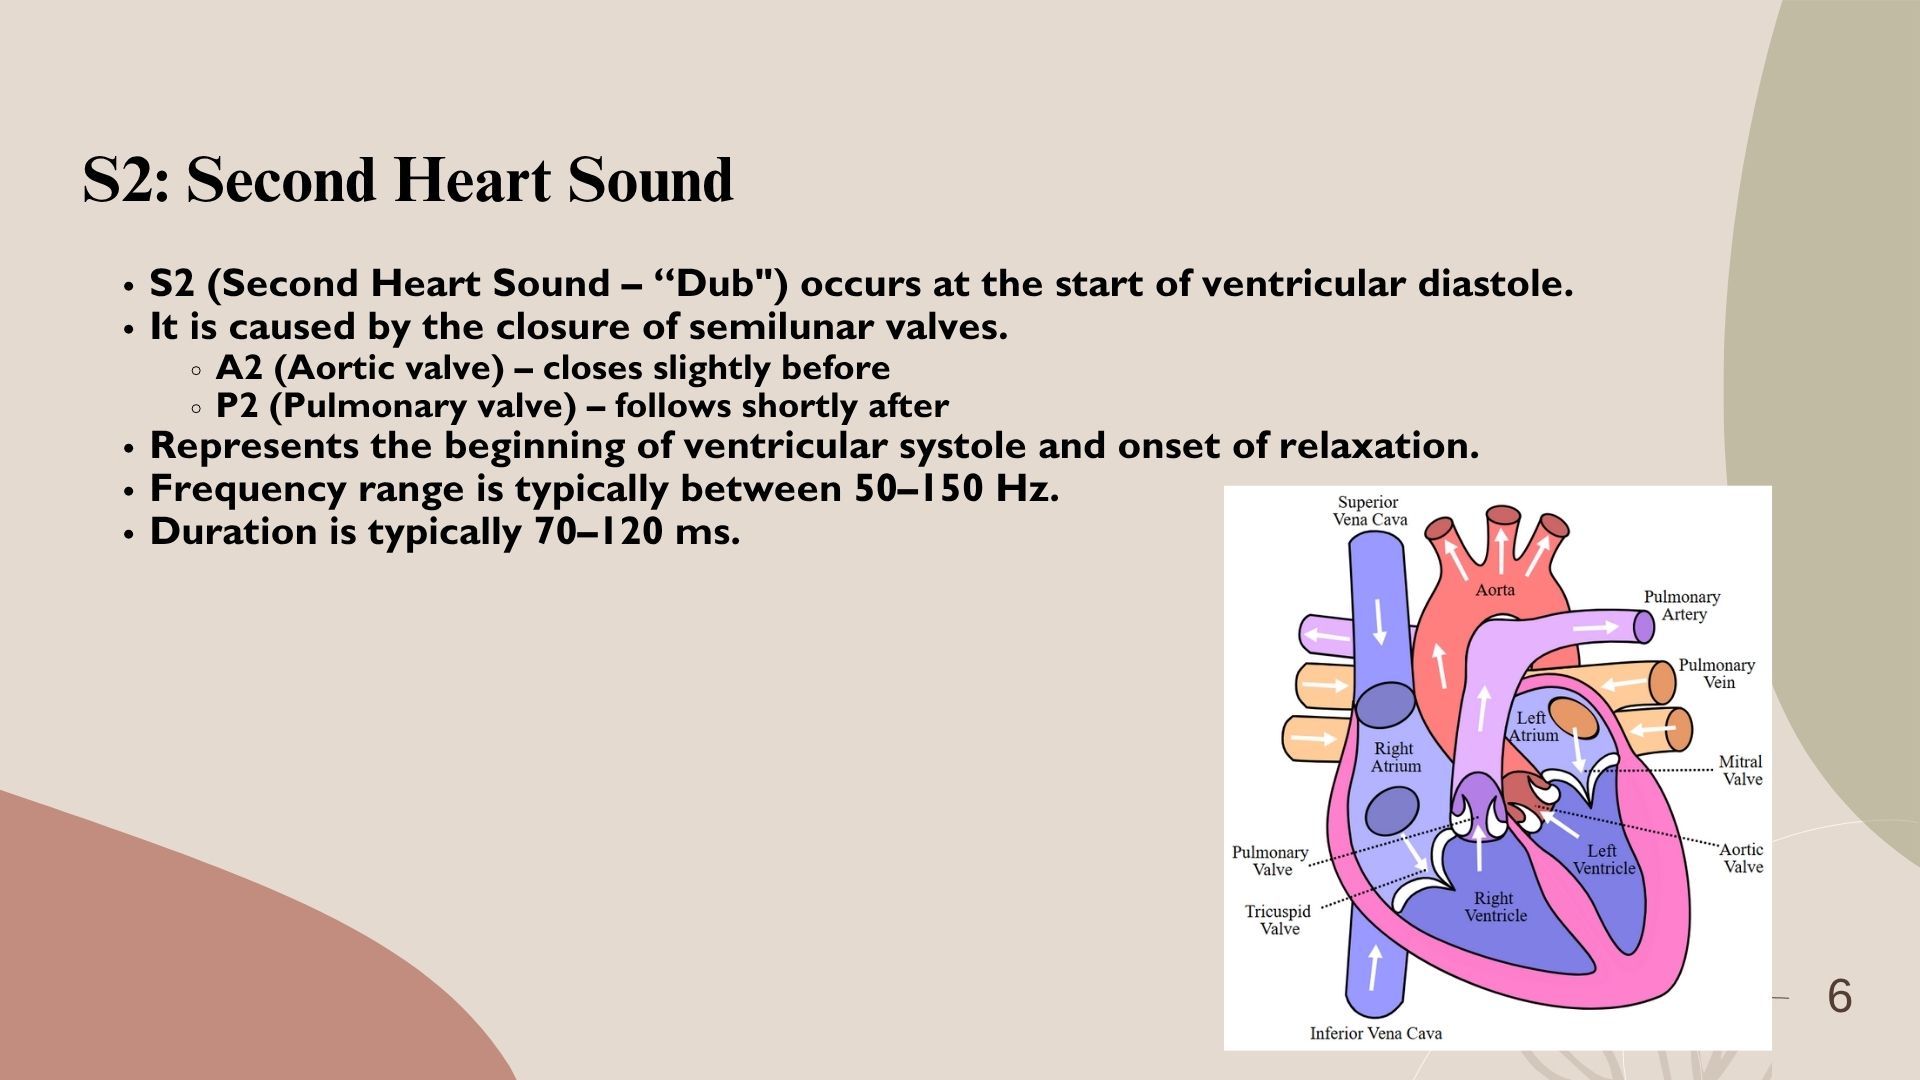 S2: Second Heart Sound
• S2 (Second Heart Sound – “Dub") occurs at the start of ventricular diastole.
• It is caused by the closure of semilunar valves.
◦ A2 (Aortic valve) – closes slightly before
◦ P2 (Pulmonary valve) – follows shortly after
• Represents the beginning of ventricular systole and onset of relaxation.
• Frequency range is typically between 50–150 Hz.
• Duration is typically 70–120 ms.
Superior
Vena Cava
Aorta
Pulmonary
Artery
Pulmonary
Vein
Left
Atrium
Right
Atrium
Mitral
Valve
Pulmonary
Valve
Left
Ventricle
Aortic
Valve
Right
Ventricle
Tricuspid
Valve
Inferior Vena Cava
6